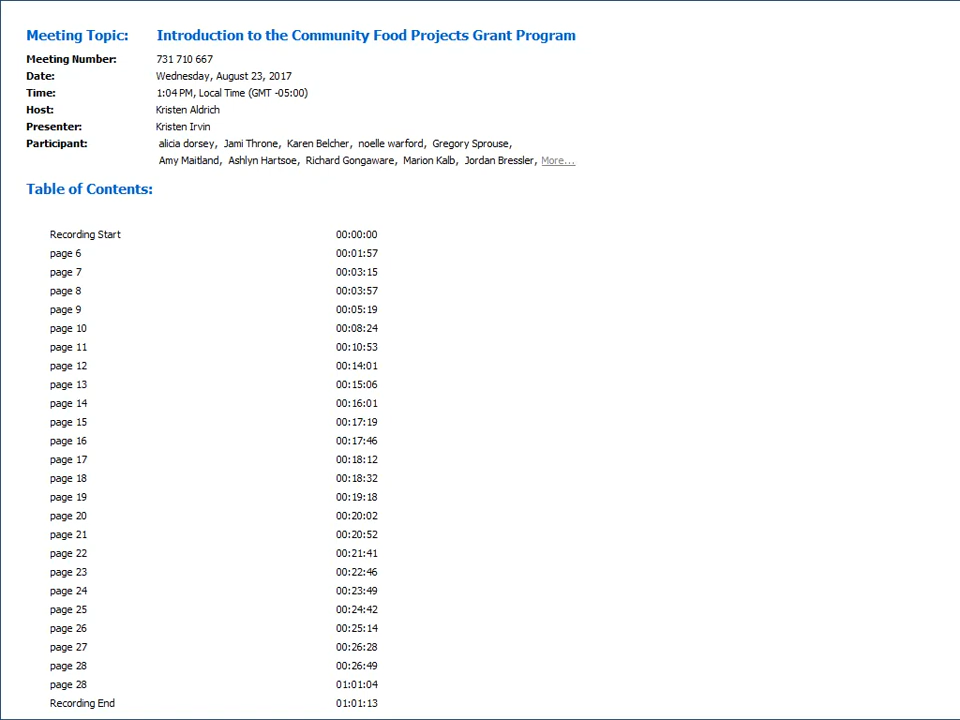 Meeting Topic: Introduction to the Community Food Projects Grant Program
Meeting Number: 731 710 667
Date: Wednesday, August 23, 2017
Time: 1:04 PM, Local Time (GMT -05:00)
Host: Kristen Aldrich
Presenter: Kristen Irvin
Participant: alicia dorsey, Jami Throne, Karen Belcher, noelle warford, Gregory Sprouse,
Amy Maitland, Ashlyn Hartsoe, Richard Gongaware, Marion Kalb, Jordan Bressler, More...
Table of Contents:
Recording Start 00:00:00
page 6 00:01:57
page 7 00:03:15
page 8 00:03:57
page 9 00:05:19
page 10 00:08:24
page 11 00:10:53
page 12 00:14:01
page 13 00:15:06
page 14 00:16:01
page 15 00:17:19
page 16 00:17:46
page 17 00:18:12
page 18 00:18:32
page 19 00:19:18
page 20 00:20:02
page 21 00:20:52
page 22 00:21:41
page 23 00:22:46
page 24 00:23:49
page 25 00:24:42
page 26 00:25:14
page 27 00:26:28
page 28 00:26:49
page 28 01:01:04
Recording End 01:01:13